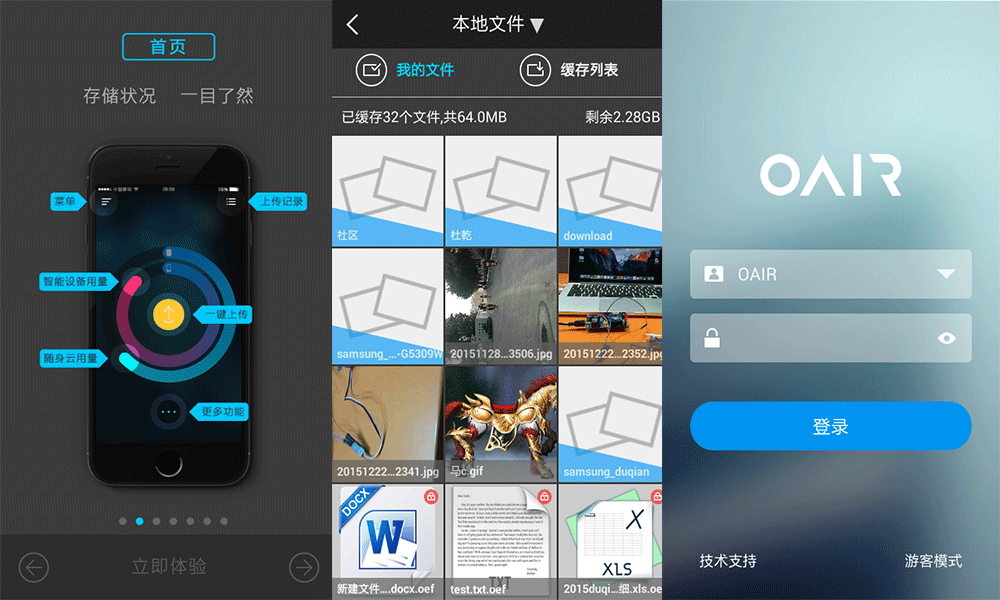 首页
存储状况 一目了然
菜单
上传记录
智能设备用量
一键上传
随身云用量
更多功能
立即体验
本地文件▼
我的文件
缓存列表
已缓存32个文件,共64.0MB
剩余2.28GB
社区
社乾
download
samsung_...-G5309W
20151128...3506.jpg
20151222...2352.jpg
20151222...2341.jpg
马c.gif
samsung_duqian
DOCX
W
新建文件....docx.oef
TXT
test.txt.oef
X
XLS
2015duqi...细.xls.oe
OAIR
OAIR
登录
技术支持
游客模式